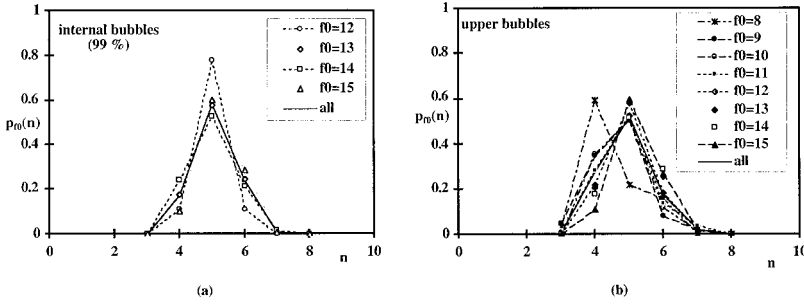 internal bubbles
(99 %)
f0=12
f0=13
f0=14
f0=15
all
1
0.8
0.6
p_f0(n)
0.4
0.2
0
0
2
4
6
8
10
n
(a)
upper bubbles
f0=8
f0=9
f0=10
f0=11
f0=12
f0=13
f0=14
f0=15
all
1
0.8
0.6
p_f0(n)
0.4
0.2
0
0
2
4
6
8
10
n
(b)